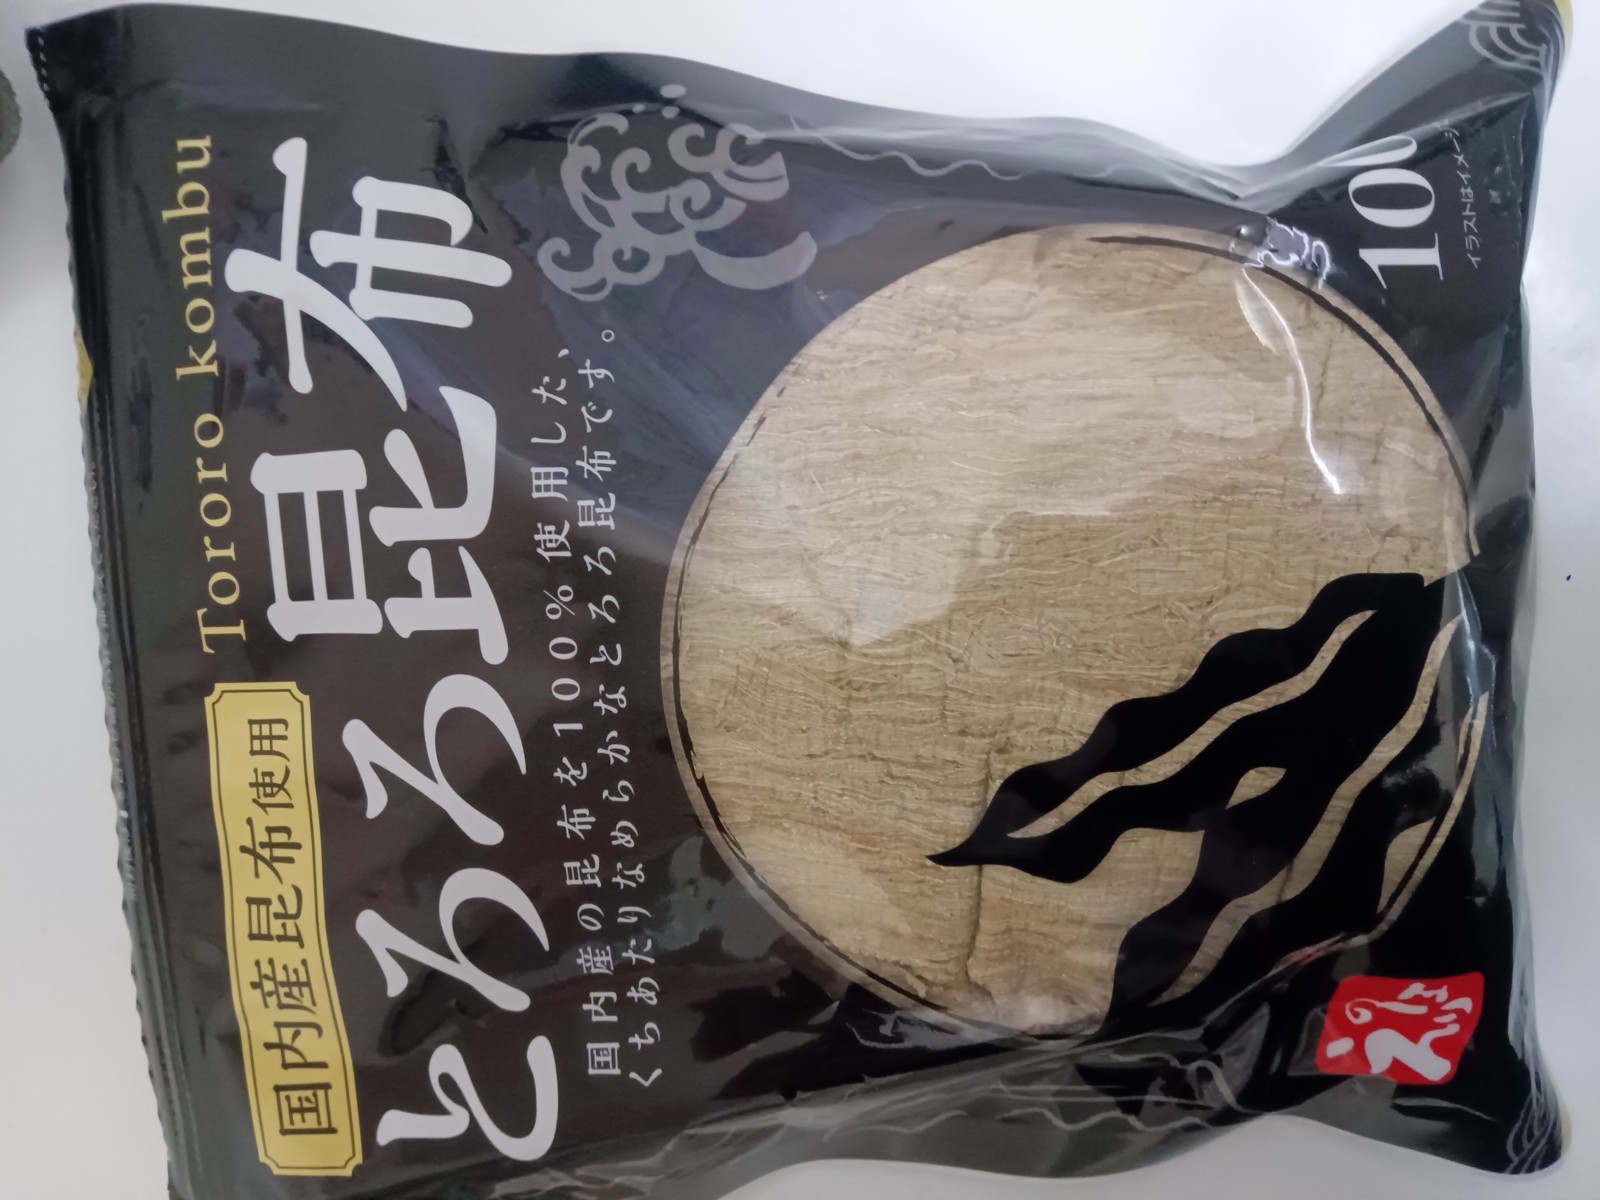 国内産昆布使用
Tororo kombu
とろろ昆布
国内産の昆布を100%使用した、
くちあたりなめらかなとろろ昆布です。
イラストはイメージ